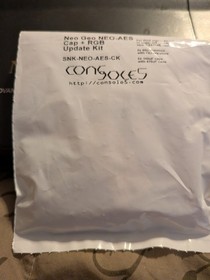 Neo Geo NEO-AES
Cap + RGB
Update Kit
SNK-NEO-AES-CK
CONSOLE5
http://console5.com